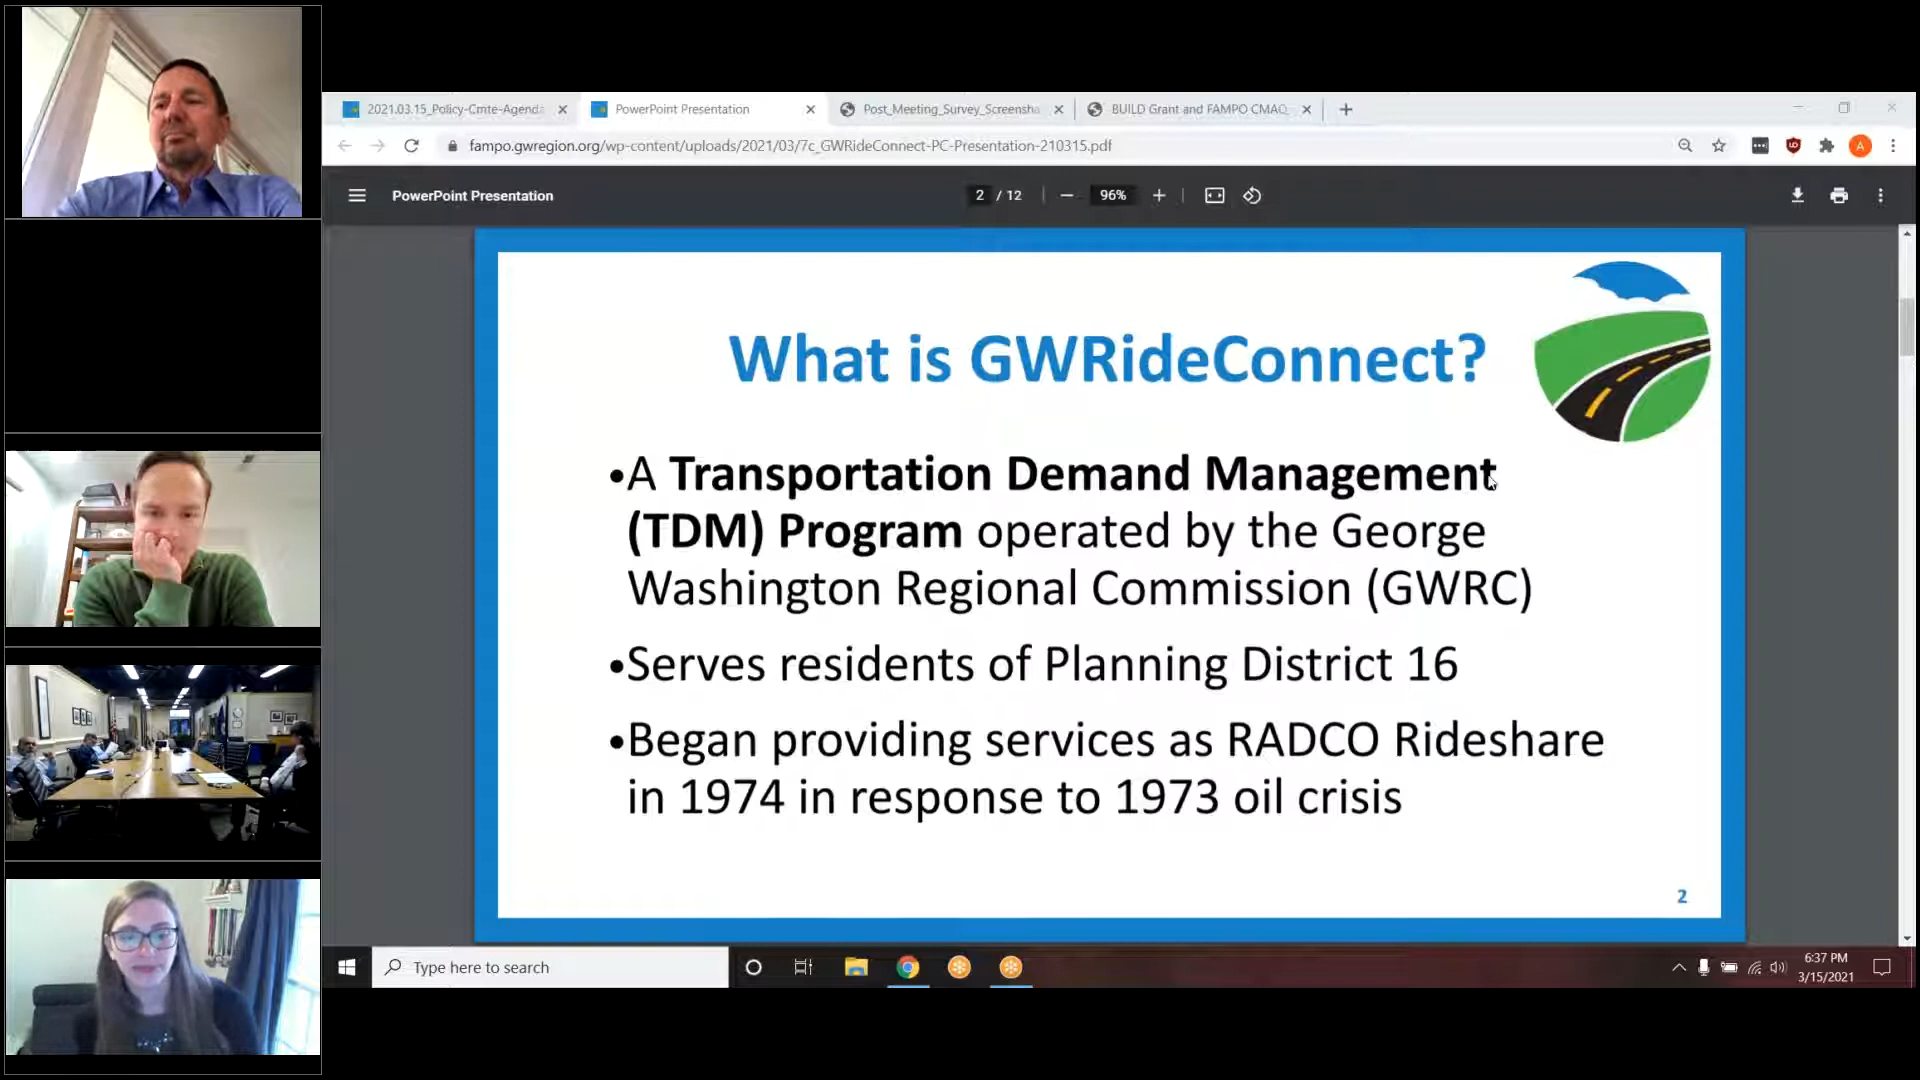 2021.03.15_Policy-Cmte-Agenda
PowerPoint Presentation
Post_Meeting_Survey_Screensho
BUILD Grant and FAMPO CMAQ_
fampo.gwregion.org/wp-content/uploads/2021/03/7c_GWRideConnect-PC-Presentation-210315.pdf
A
PowerPoint Presentation
2 / 12
96%
What is GWRideConnect?
•A Transportation Demand Management
(TDM) Program operated by the George
Washington Regional Commission (GWRC)
•Serves residents of Planning District 16
•Began providing services as RADCO Rideshare
in 1974 in response to 1973 oil crisis
2
Type here to search
6:37 PM
3/15/2021